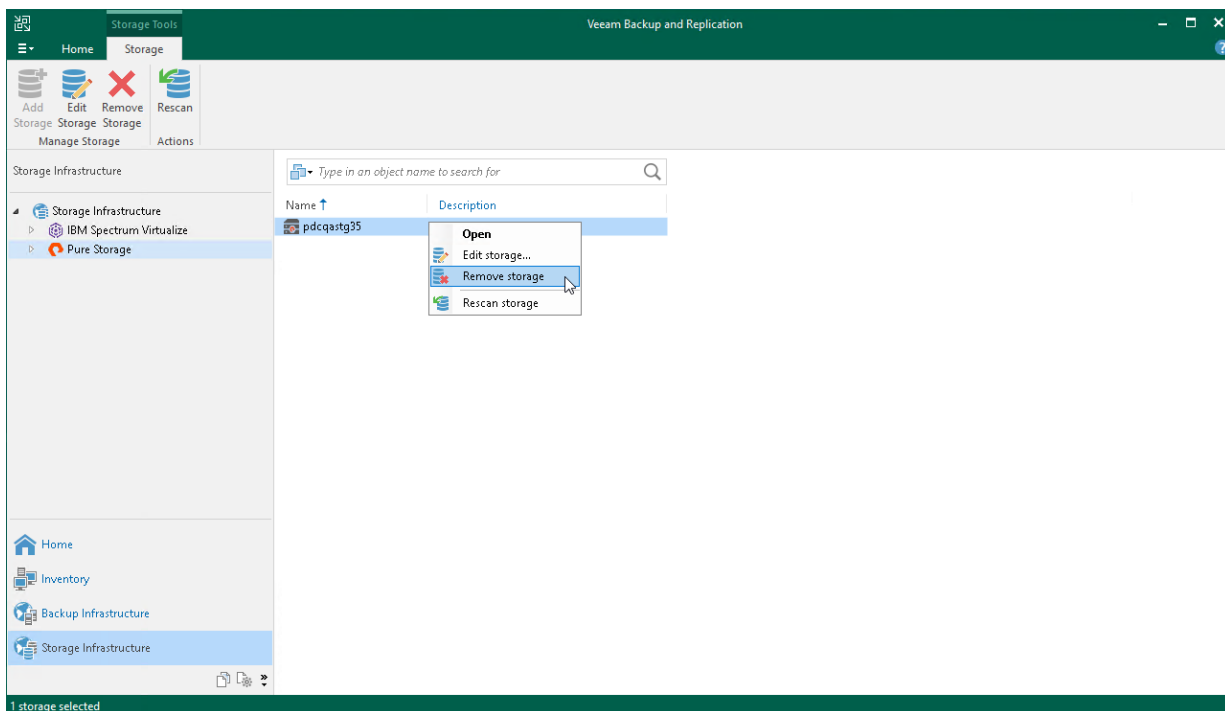 Storage Tools
Veeam Backup and Replication
Home
Storage
Add Storage
Edit Storage
Remove Storage
Rescan
Manage Storage
Actions
Storage Infrastructure
Type in an object name to search for
Storage Infrastructure
IBM Spectrum Virtualize
Pure Storage
Name
Description
pdcqastg35
Open
Edit storage...
Remove storage
Rescan storage
Home
Inventory
Backup Infrastructure
Storage Infrastructure
1 storage selected